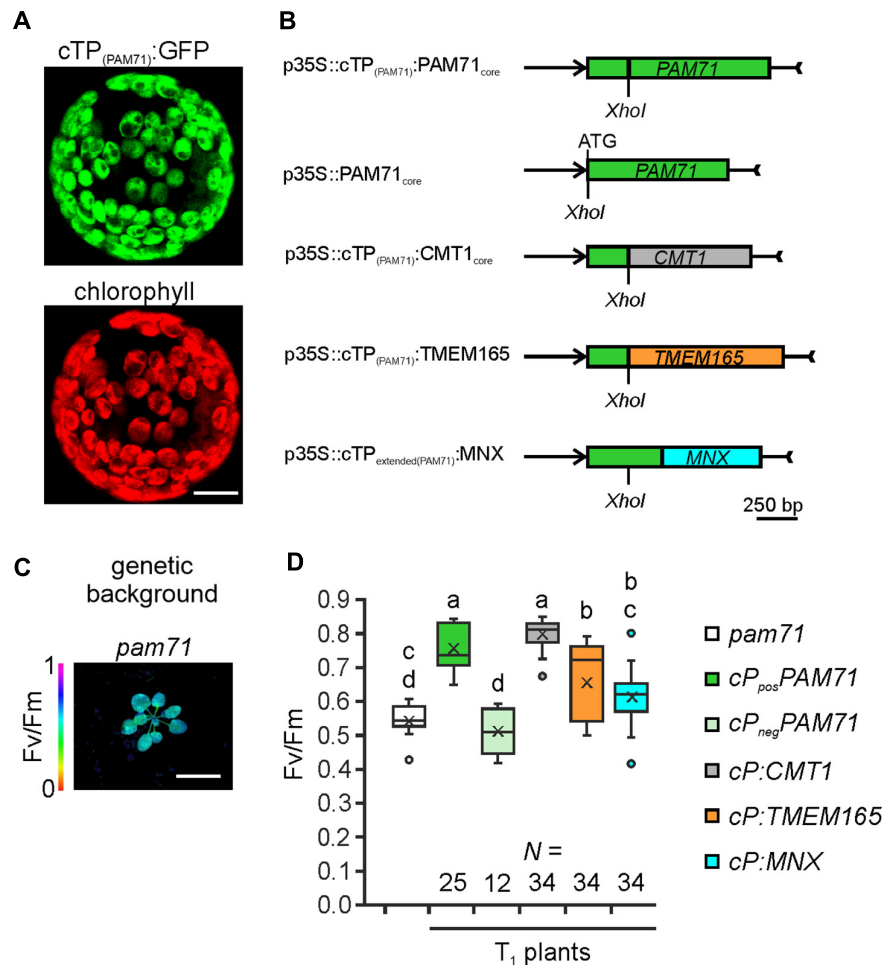 A
cTP(PAM71):GFP
chlorophyll
B
p35S::cTP(PAM71):PAM71core
PAM71
XhoI
p35S::PAM71core
ATG
PAM71
XhoI
p35S::cTP(PAM71):CMT1core
CMT1
XhoI
p35S::cTP(PAM71):TMEM165
TMEM165
XhoI
p35S::cTPextended(PAM71):MNX
MNX
XhoI
250 bp
C
genetic
background
pam71
Fv/Fm
1
0
D
Fv/Fm
0.9
0.8
0.7
0.6
0.5
0.4
0.3
0.2
0.1
0.0
c
d
a
d
a
b
b
c
N =
25 12 34 34 34
T1 plants
pam71
cPposPAM71
cPnegPAM71
cP:CMT1
cP:TMEM165
cP:MNX